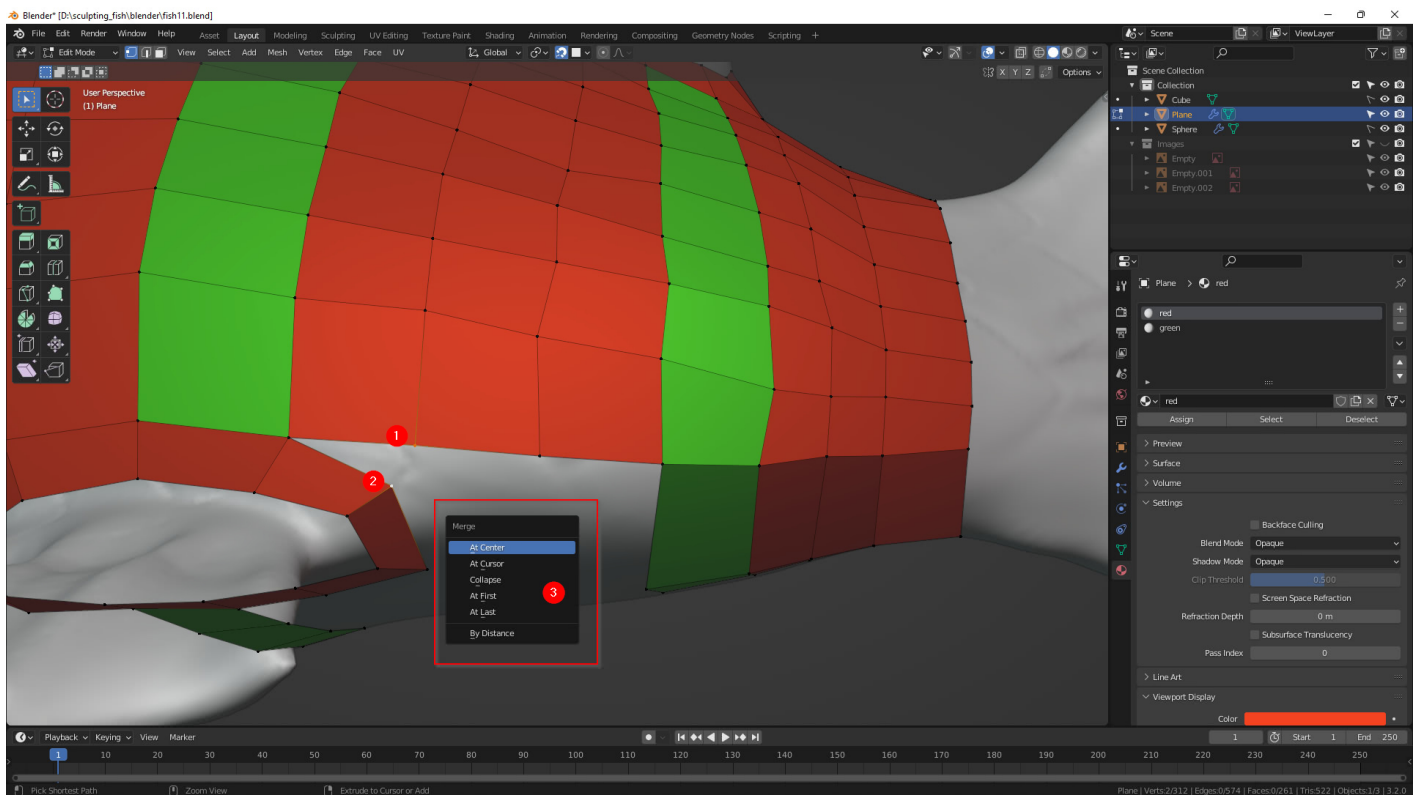 Blender* [D:\sculpting_fish\blender\fish11.blend]
File Edit Render Window Help Asset Layout Modeling Sculpting UV Editing Texture Paint Shading Animation Rendering Compositing Geometry Nodes Scripting + Scene ViewLayer
Edit Mode View Select Add Mesh Vertex Edge Face UV Global
X Y Z Options
User Perspective
(1) Plane
Scene Collection
Collection
Cube
Plane
Sphere
Images
Empty
Empty.001
Empty.002
Plane > red
red
green
red
Assign Select Deselect
Preview
Surface
Volume
Settings
Backface Culling
Blend Mode Opaque
Shadow Mode Opaque
Clip Threshold 0.500
Screen Space Refraction
Refraction Depth 0 m
Subsurface Translucency
Pass Index 0
Line Art
Viewport Display
Color
1
2
3
Merge
At Center
At Cursor
Collapse
At First
At Last
By Distance
Playback Keying View Marker 1 Start 1 End 250
1 10 20 30 40 50 60 70 80 90 100 110 120 130 140 150 160 170 180 190 200 210 220 230 240 250
Pick Shortest Path Zoom View Extrude to Cursor or Add Plane | Verts:2/312 | Edges:0/574 | Faces:0/261 | Tris:522 | Objects:1/3 | 3.2.0